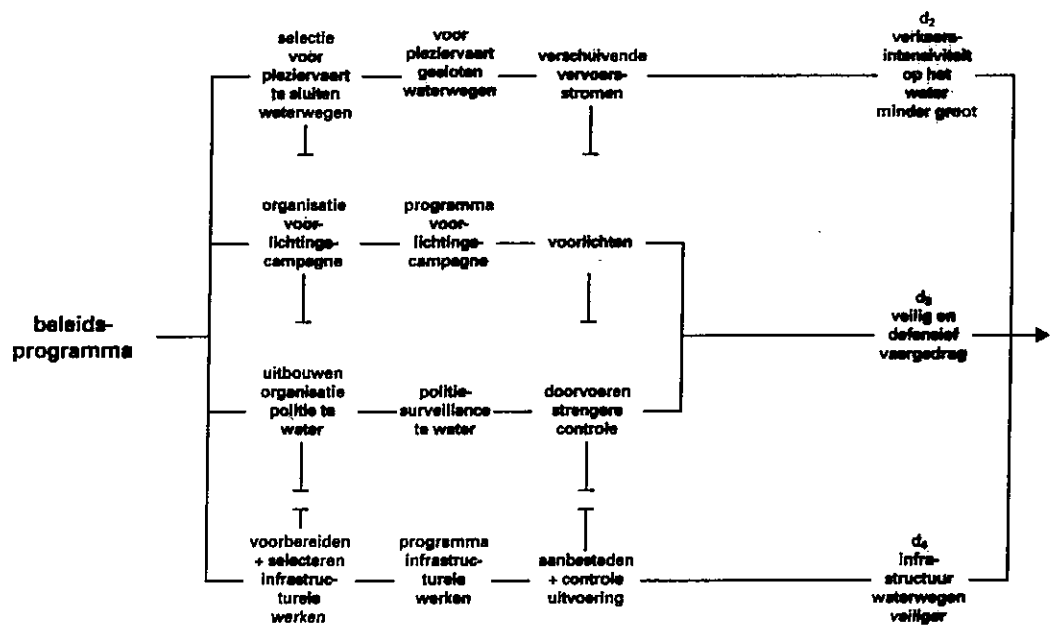 selectie
voor
pleziervaart
te sluiten
waterwegen
voor
pleziervaart
gesloten
waterwegen
verschuivende
vervoers-
stromen
d2
verkeers-
intensiviteit
op het
water
minder groot
organisatie
voor-
lichtings-
campagne
programma
voor-
lichtings-
campagne
voorlichten
beleids-
programma
d3
veilig en
defensief
vaargedrag
uitbouwen
organisatie
politie te
water
politie-
surveillance
te water
doorvoeren
strengere
controle
voorbereiden
+ selecteren
infrastruc-
turele
werken
programma
infrastruc-
turele
werken
aanbesteden
+ controle
uitvoering
d4
infra-
structuur
waterwegen
veiliger